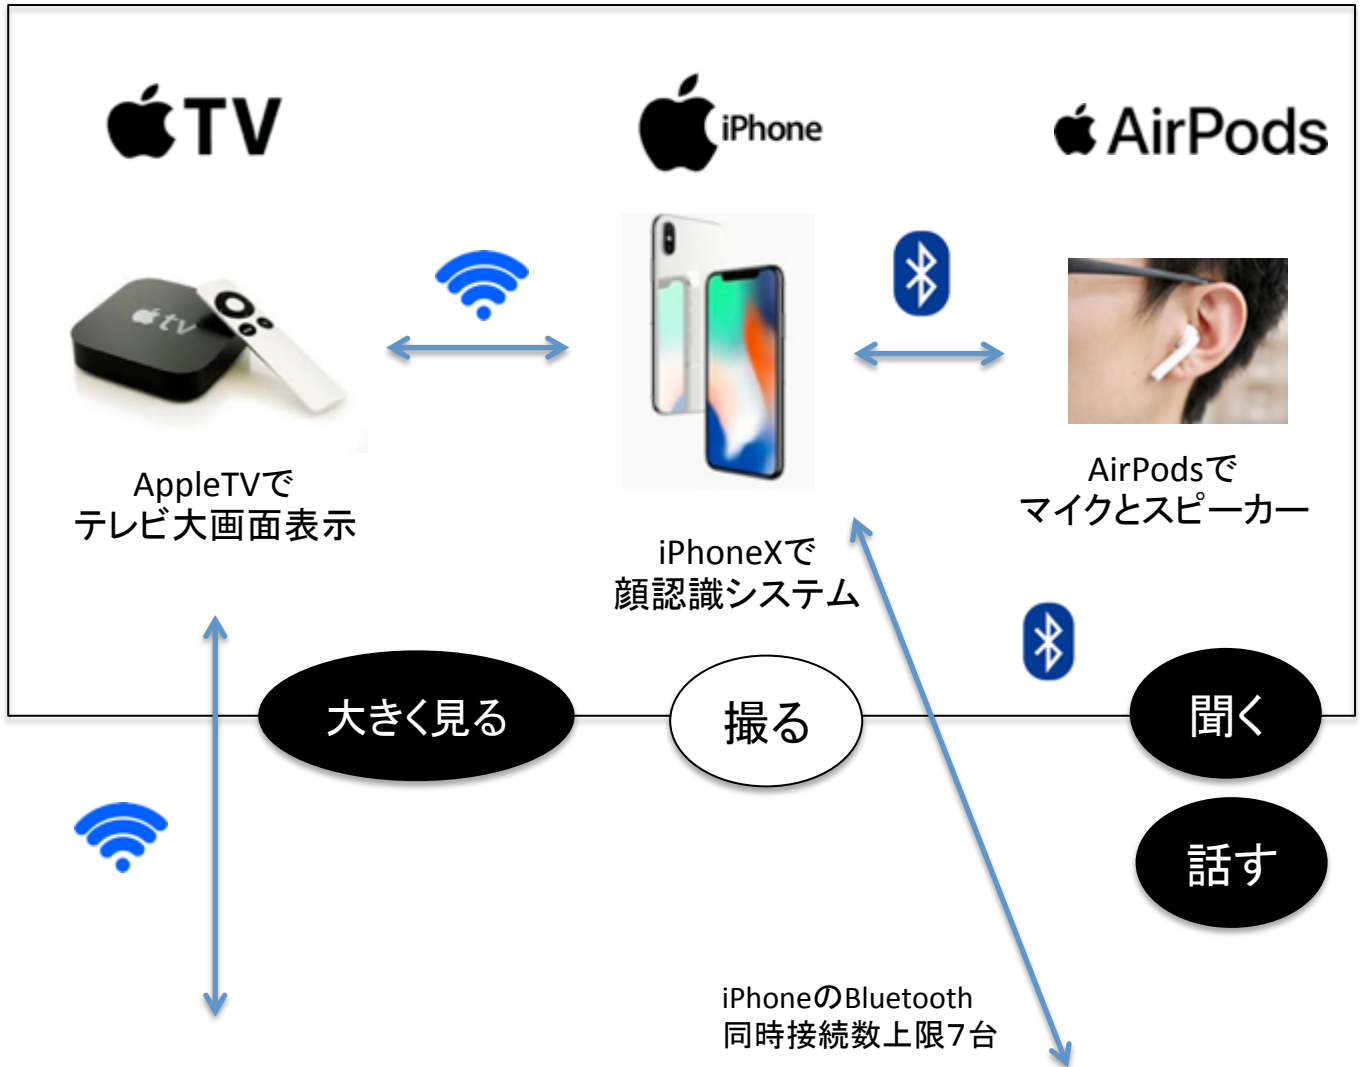 TV
iPhone
AirPods
tv
AppleTVで
テレビ大画面表示
iPhoneXで
顔認識システム
AirPodsで
マイクとスピーカー
大きく見る
撮る
聞く
話す
iPhoneのBluetooth
同時接続数上限7台